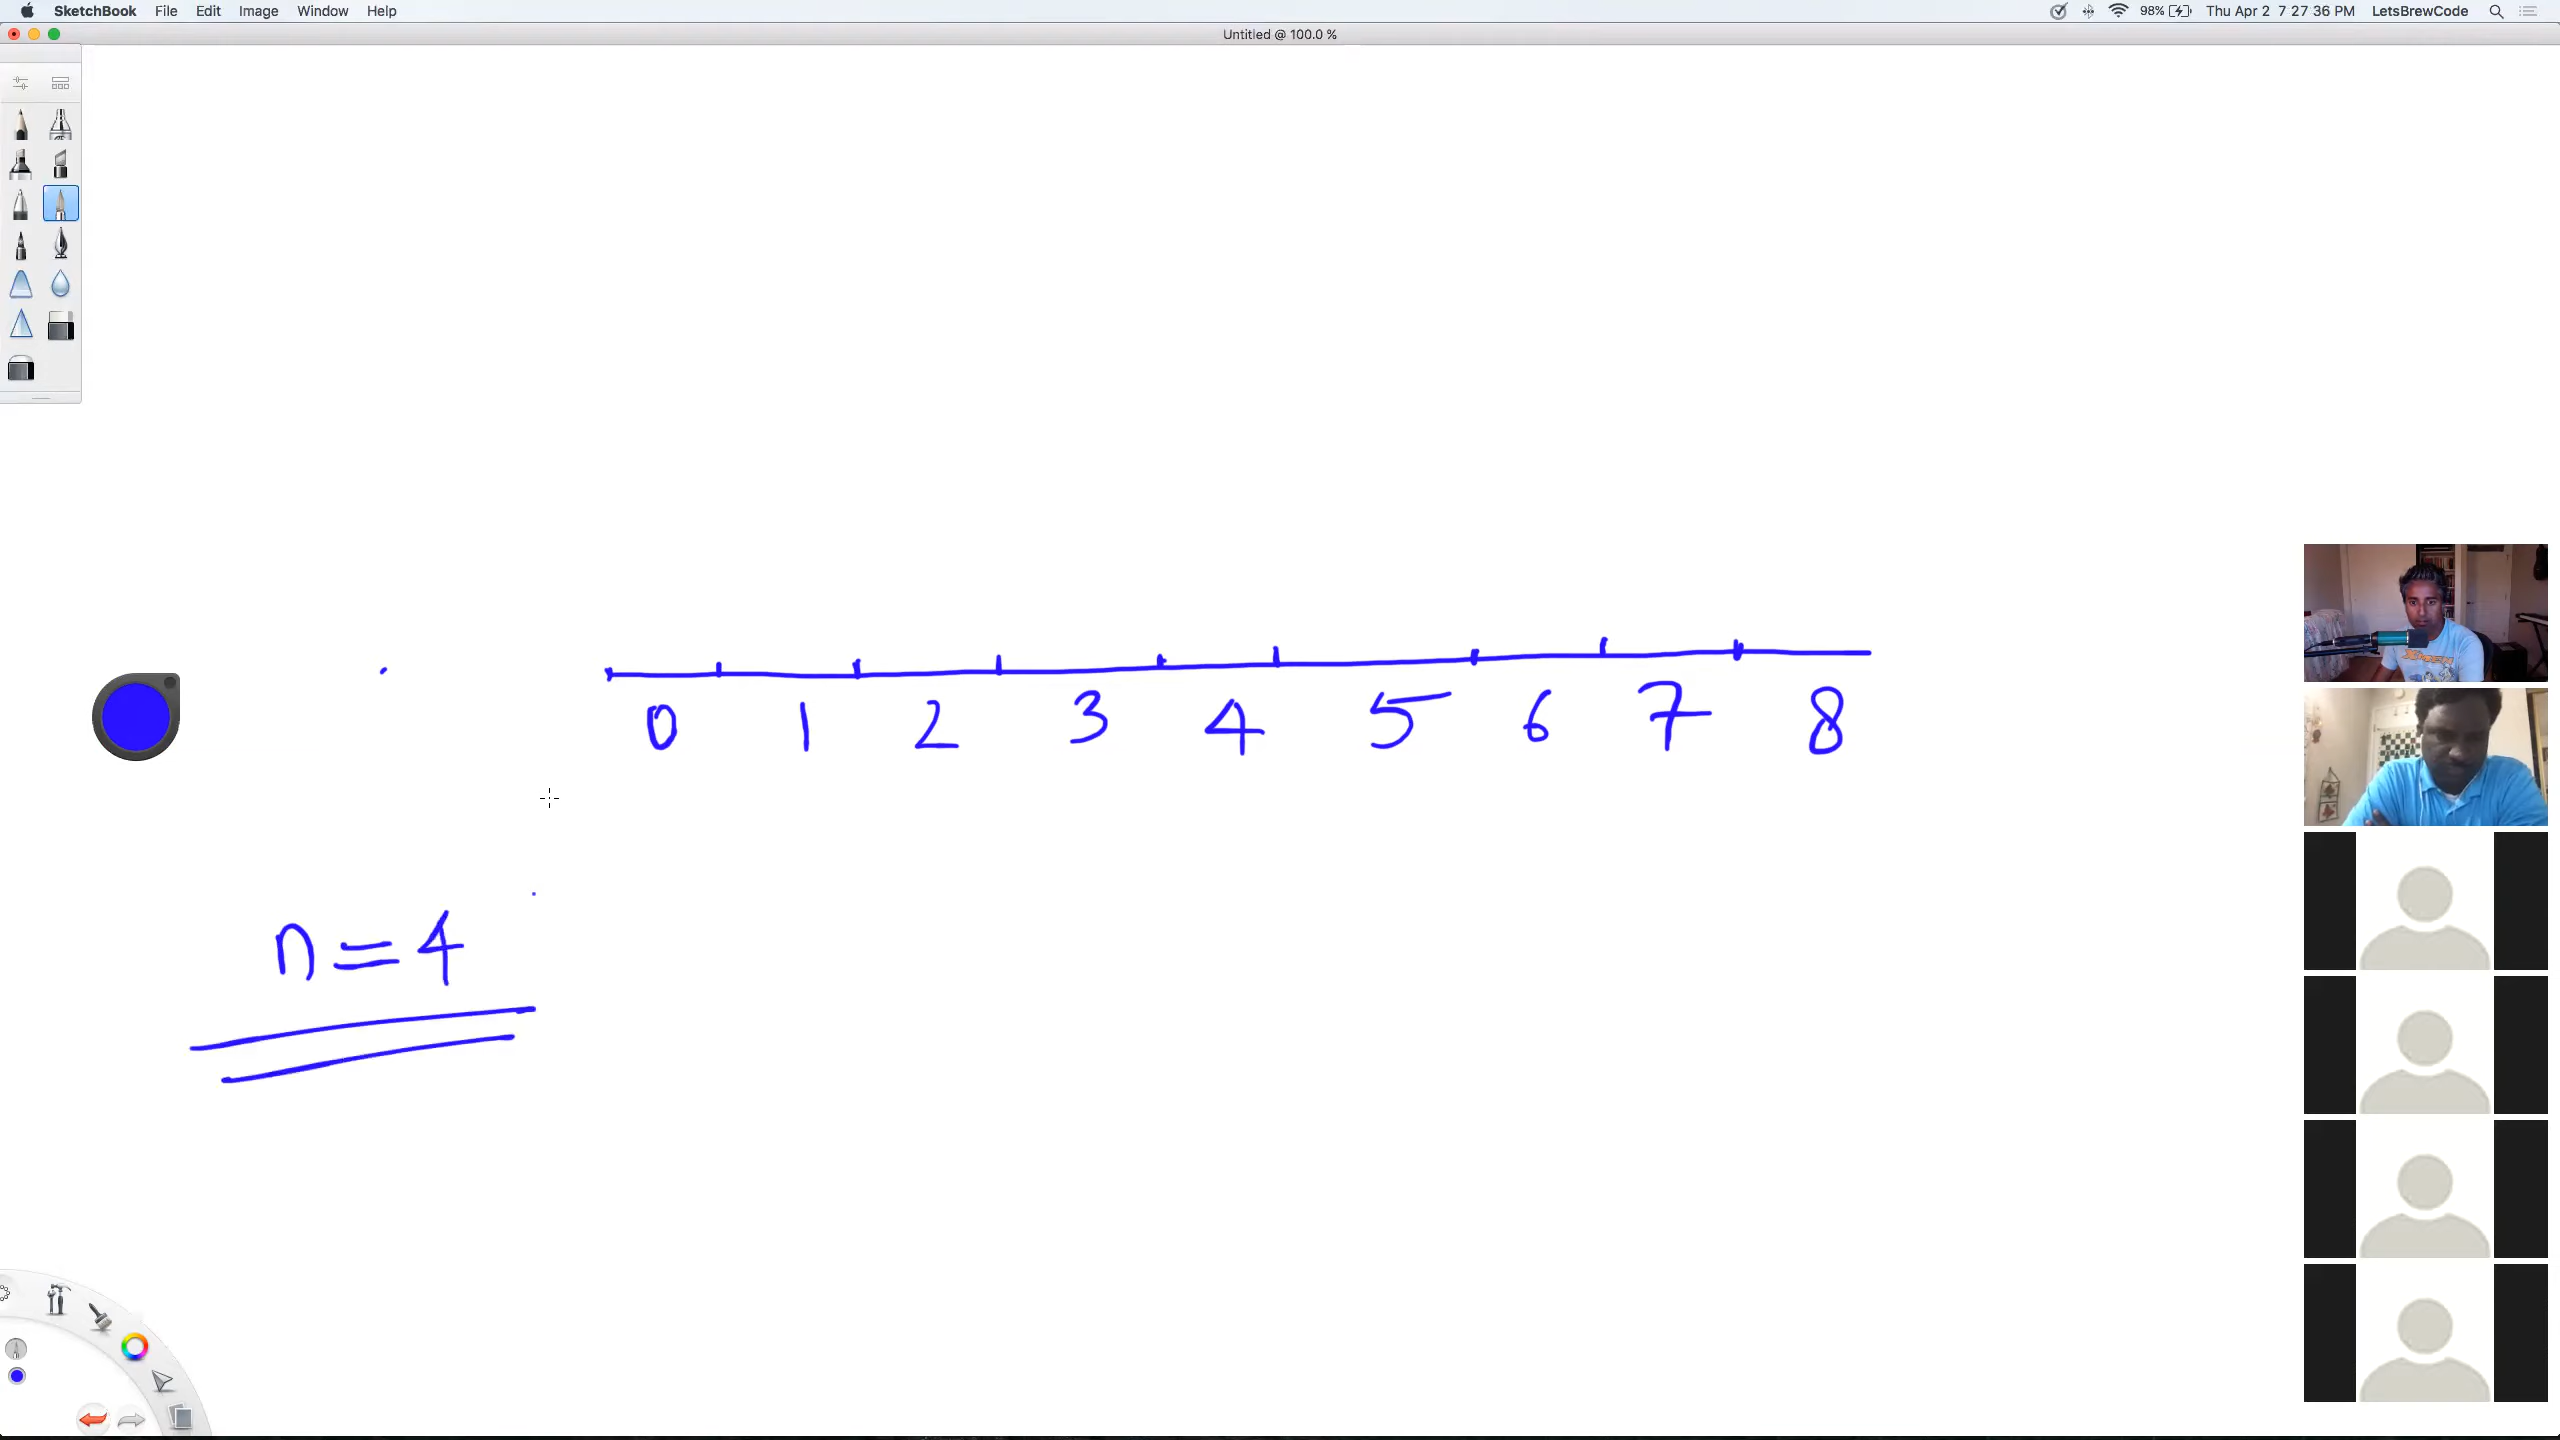 SketchBook File Edit Image Window Help 98% Thu Apr 2 7 27 36 PM LetsBrewCode
Untitled @ 100.0 %
0 1 2 3 4 5 6 7 8
n = 4